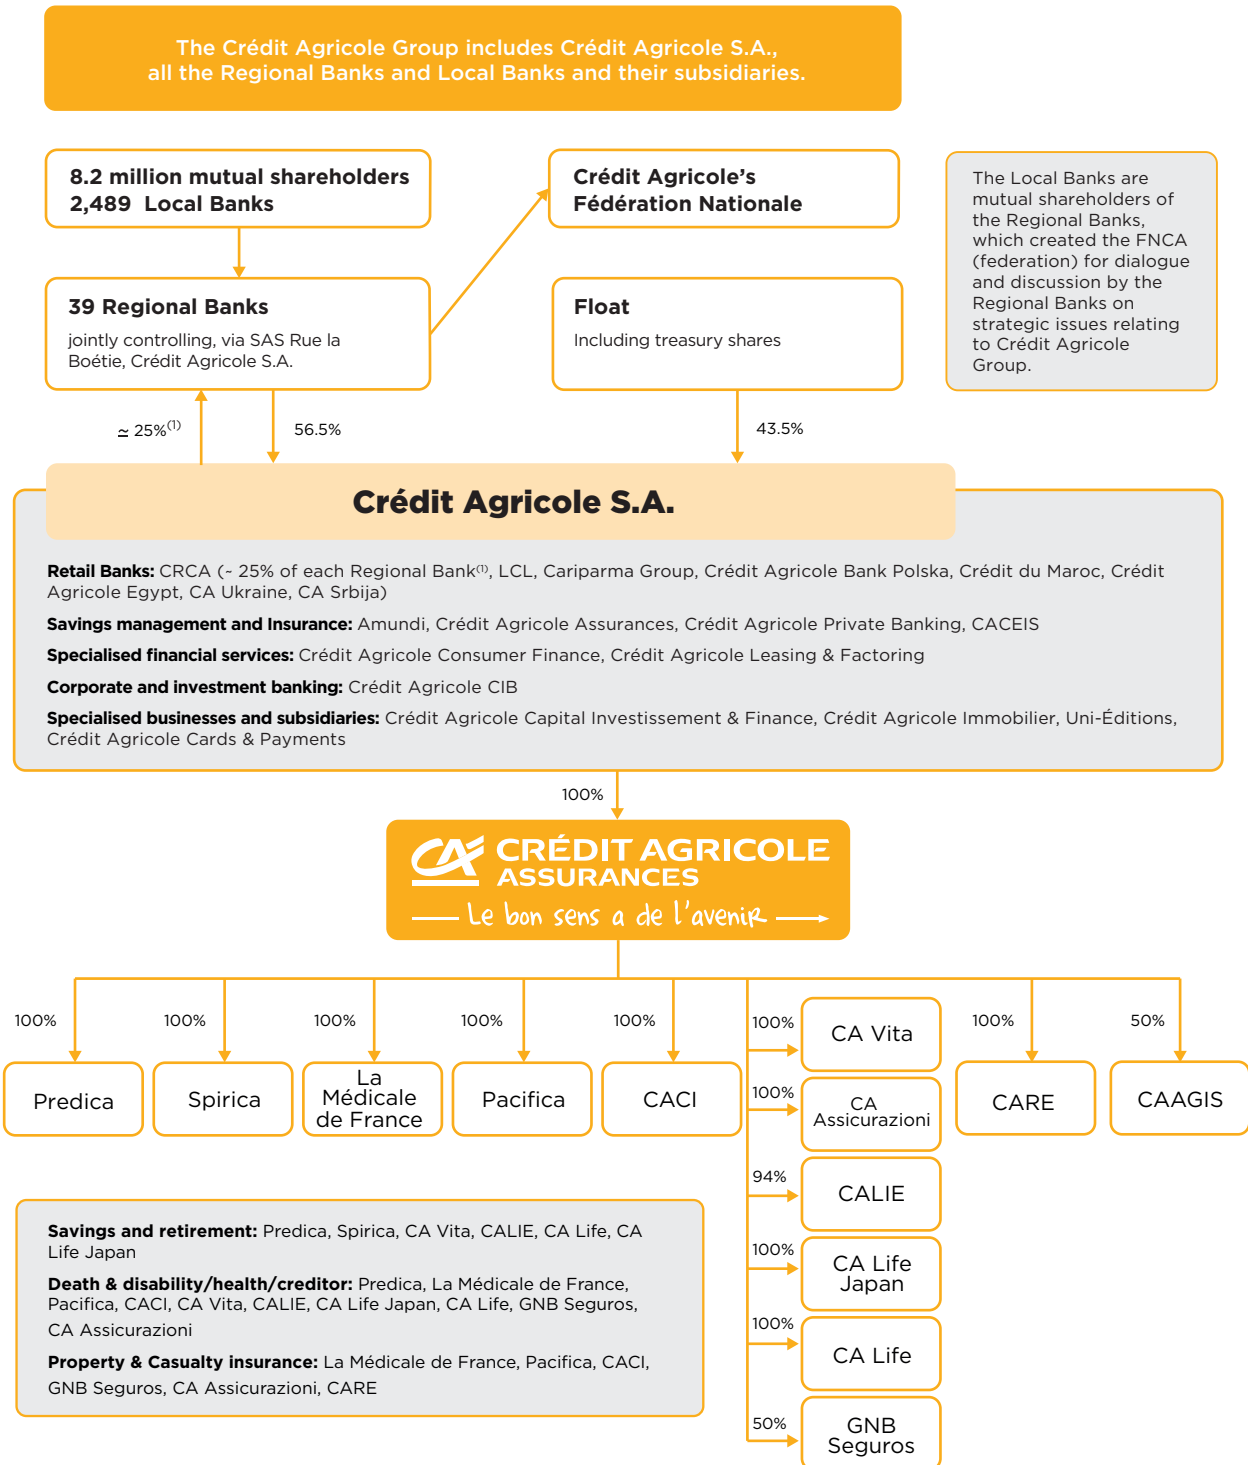 The Crédit Agricole Group includes Crédit Agricole S.A.,
all the Regional Banks and Local Banks and their subsidiaries.
8.2 million mutual shareholders
2,489 Local Banks
Crédit Agricole’s
Fédération Nationale
The Local Banks are
mutual shareholders of
the Regional Banks,
which created the FNCA
(federation) for dialogue
and discussion by the
Regional Banks on
strategic issues relating
to Crédit Agricole
Group.
39 Regional Banks
jointly controlling, via SAS Rue la
Boétie, Crédit Agricole S.A.
Float
Including treasury shares
≃ 25%(1)
56.5%
43.5%
Crédit Agricole S.A.
Retail Banks: CRCA (~ 25% of each Regional Bank(1), LCL, Cariparma Group, Crédit Agricole Bank Polska, Crédit du Maroc, Crédit
Agricole Egypt, CA Ukraine, CA Srbija)
Savings management and Insurance: Amundi, Crédit Agricole Assurances, Crédit Agricole Private Banking, CACEIS
Specialised financial services: Crédit Agricole Consumer Finance, Crédit Agricole Leasing & Factoring
Corporate and investment banking: Crédit Agricole CIB
Specialised businesses and subsidiaries: Crédit Agricole Capital Investissement & Finance, Crédit Agricole Immobilier, Uni-Éditions,
Crédit Agricole Cards & Payments
100%
CA CRÉDIT AGRICOLE
ASSURANCES
Le bon sens a de l'avenir
100%
100%
100%
100%
100%
100%
100%
50%
Predica
Spirica
La
Médicale
de France
Pacifica
CACI
CA Vita
CARE
CAAGIS
100%
CA
Assicurazioni
94%
CALIE
100%
CA Life
Japan
100%
CA Life
50%
GNB
Seguros
Savings and retirement: Predica, Spirica, CA Vita, CALIE, CA Life, CA
Life Japan
Death & disability/health/creditor: Predica, La Médicale de France,
Pacifica, CACI, CA Vita, CALIE, CA Life Japan, CA Life, GNB Seguros,
CA Assicurazioni
Property & Casualty insurance: La Médicale de France, Pacifica, CACI,
GNB Seguros, CA Assicurazioni, CARE